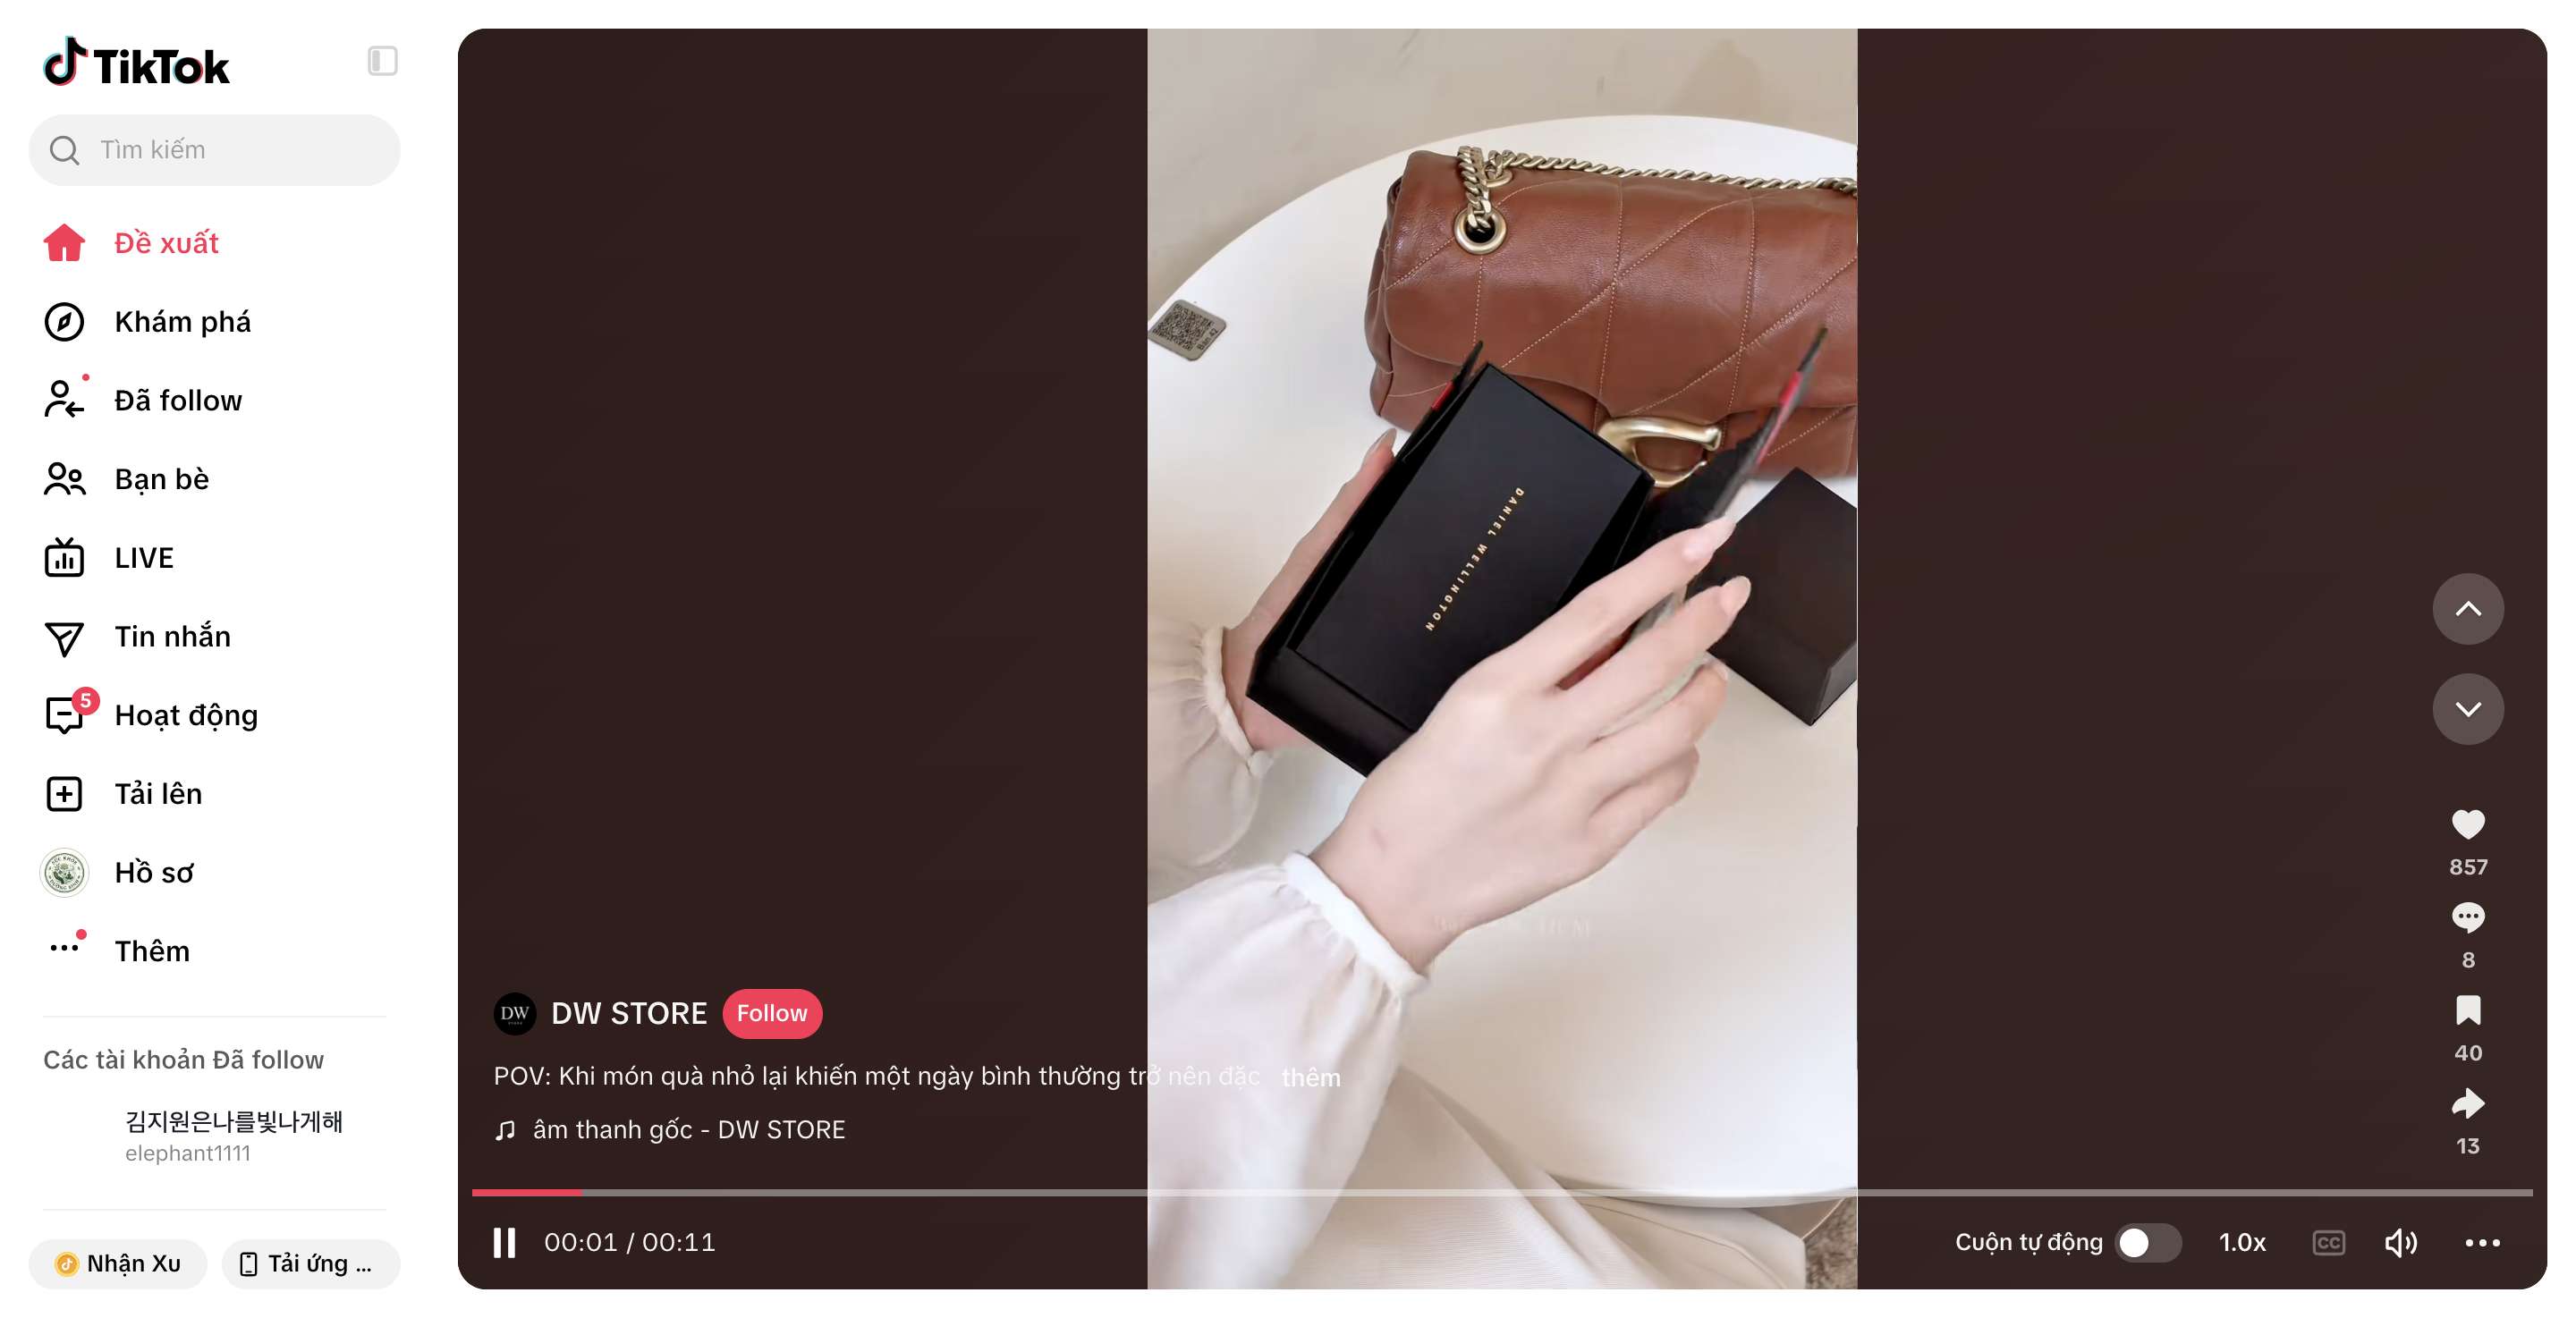 TikTok
Tìm kiếm
Đề xuất
Khám phá
Đã follow
Bạn bè
LIVE
Tin nhắn
5
Hoạt động
Tải lên
Hồ sơ
Thêm
Các tài khoản Đã follow
김지원은나를빛나게해
elephant1111
Nhận Xu
Tải ứng ...
Bàn 42
DANIEL WELLINGTON
DW
DW STORE
Follow
POV: Khi món quà nhỏ lại khiến một ngày bình thường trở nên đặc thêm
âm thanh gốc - DW STORE
00:01 / 00:11
857
8
40
13
Cuộn tự động
1.0x
CC